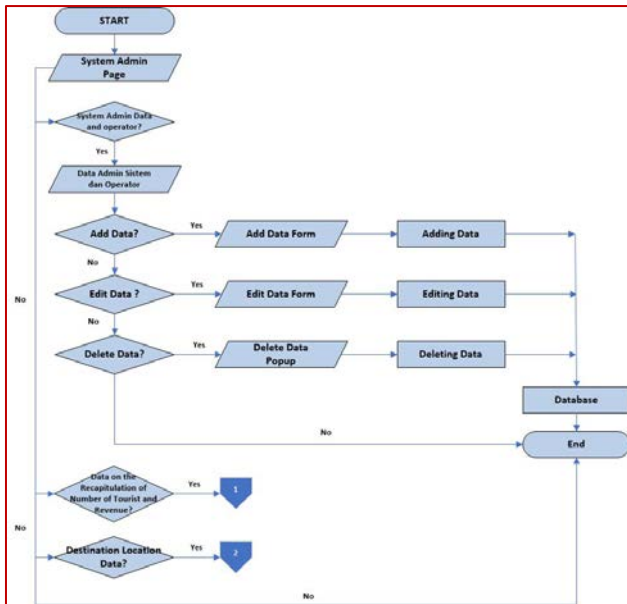 START
System Admin
Page
System Admin Data
and operator?
Yes
Data Admin Sistem
dan Operator
Add Data?
Yes
Add Data Form
Adding Data
No
Edit Data ?
Yes
Edit Data Form
Editing Data
No
No
Delete Data?
Yes
Delete Data
Popup
Deleting Data
Database
No
End
Data on the
Recapitulation of
Number of Tourist and
Revenue?
Yes
1
No
Destination Location
Data?
Yes
2
No